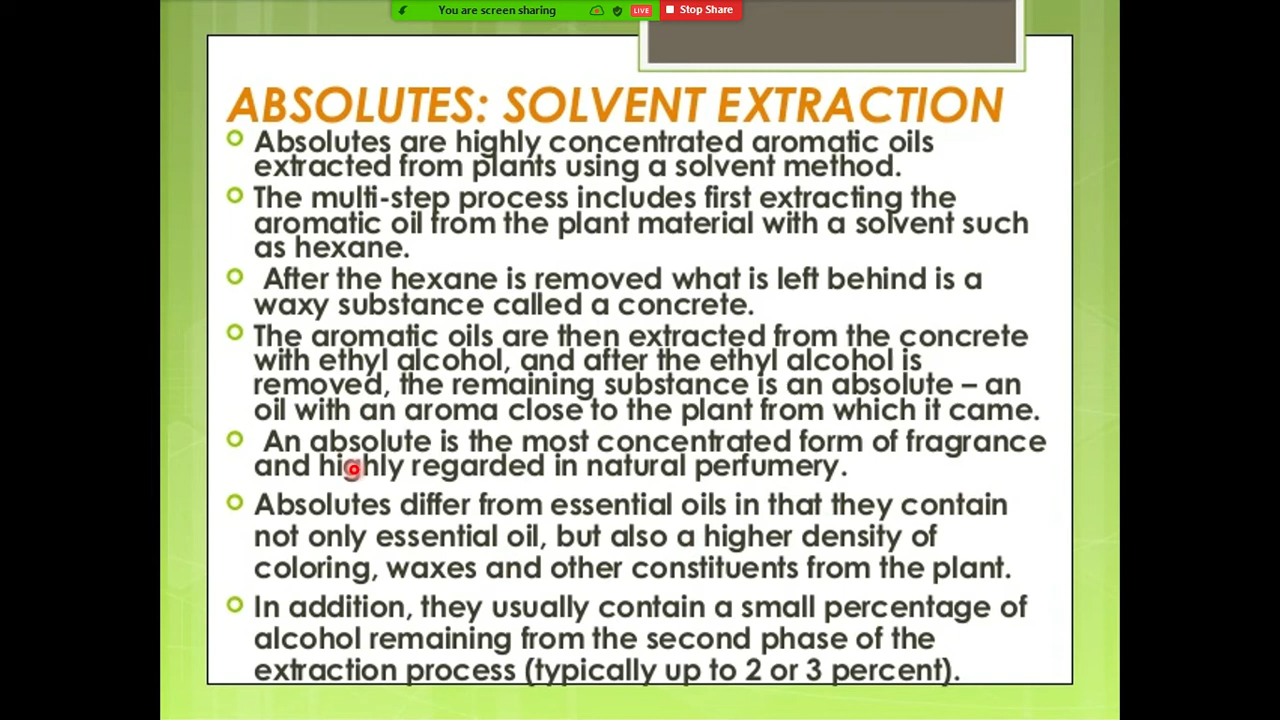 You are screen sharing LIVE Stop Share
ABSOLUTES: SOLVENT EXTRACTION
Absolutes are highly concentrated aromatic oils
extracted from plants using a solvent method.
The multi-step process includes first extracting the
aromatic oil from the plant material with a solvent such
as hexane.
After the hexane is removed what is left behind is a
waxy substance called a concrete.
The aromatic oils are then extracted from the concrete
with ethyl alcohol, and after the ethyl alcohol is
removed, the remaining substance is an absolute – an
oil with an aroma close to the plant from which it came.
An absolute is the most concentrated form of fragrance
and highly regarded in natural perfumery.
Absolutes differ from essential oils in that they contain
not only essential oil, but also a higher density of
coloring, waxes and other constituents from the plant.
In addition, they usually contain a small percentage of
alcohol remaining from the second phase of the
extraction process (typically up to 2 or 3 percent).